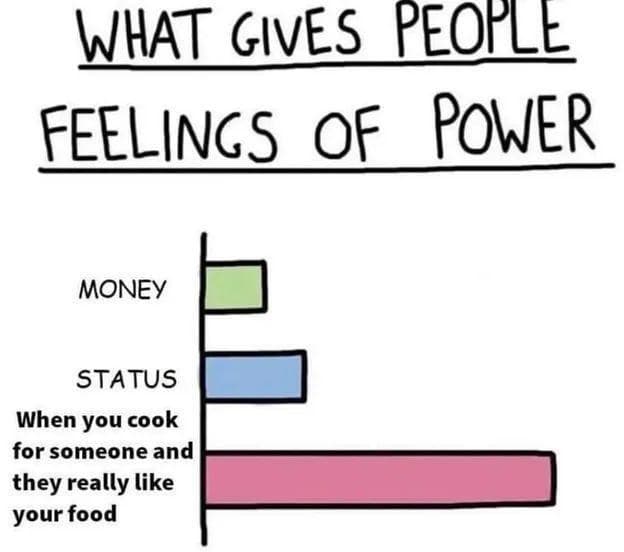 WHAT GIVES PEOPLE
FEELINGS OF POWER
MONEY
STATUS
When you cook
for someone and
they really like
your food